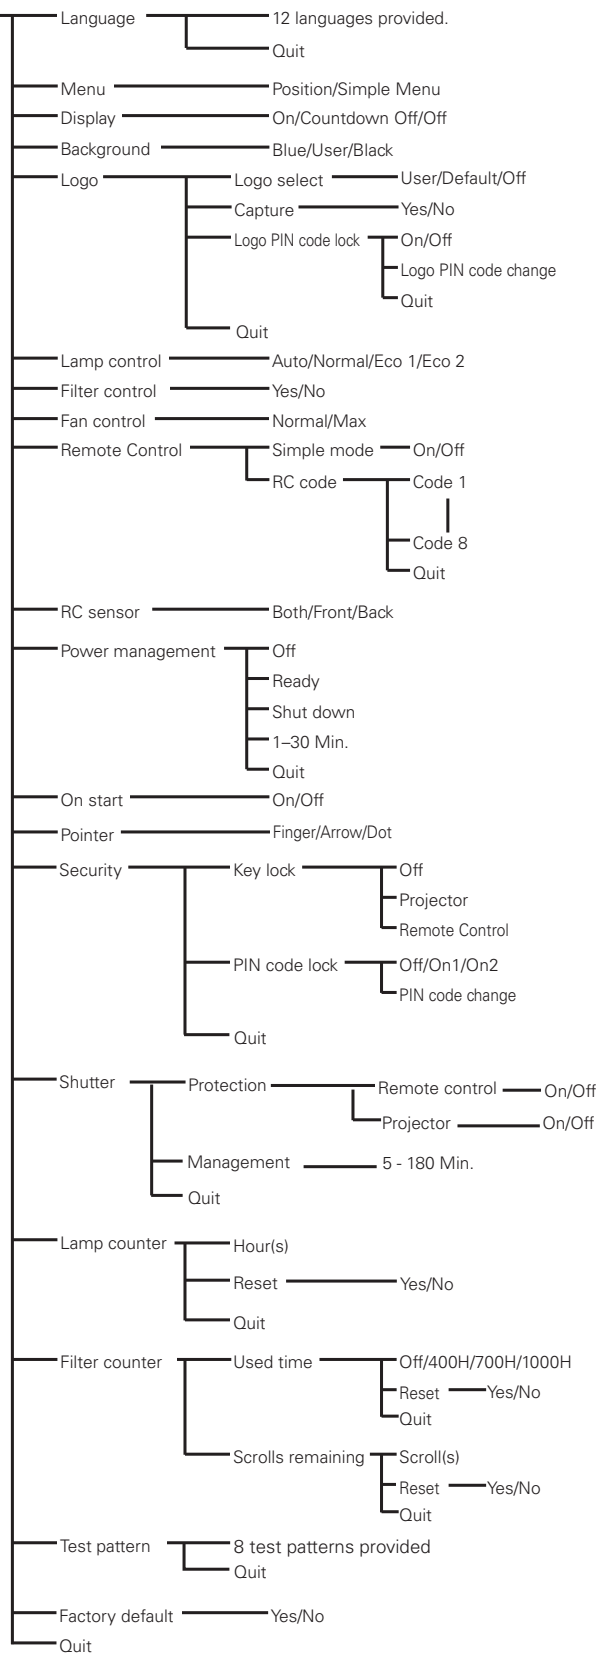 Language 12 languages provided.
Quit
Menu Position/Simple Menu
Display On/Countdown Off/Off
Background Blue/User/Black
Logo Logo select User/Default/Off
Capture Yes/No
Logo PIN code lock On/Off
Logo PIN code change
Quit
Quit
Lamp control Auto/Normal/Eco 1/Eco 2
Filter control Yes/No
Fan control Normal/Max
Remote Control Simple mode On/Off
RC code Code 1
Code 8
Quit
RC sensor Both/Front/Back
Power management Off
Ready
Shut down
1–30 Min.
Quit
On start On/Off
Pointer Finger/Arrow/Dot
Security Key lock Off
Projector
Remote Control
PIN code lock Off/On1/On2
PIN code change
Quit
Shutter Protection Remote control On/Off
Projector On/Off
Management 5 - 180 Min.
Quit
Lamp counter Hour(s)
Reset Yes/No
Quit
Filter counter Used time Off/400H/700H/1000H
Reset Yes/No
Quit
Scrolls remaining Scroll(s)
Reset Yes/No
Quit
Test pattern 8 test patterns provided
Quit
Factory default Yes/No
Quit